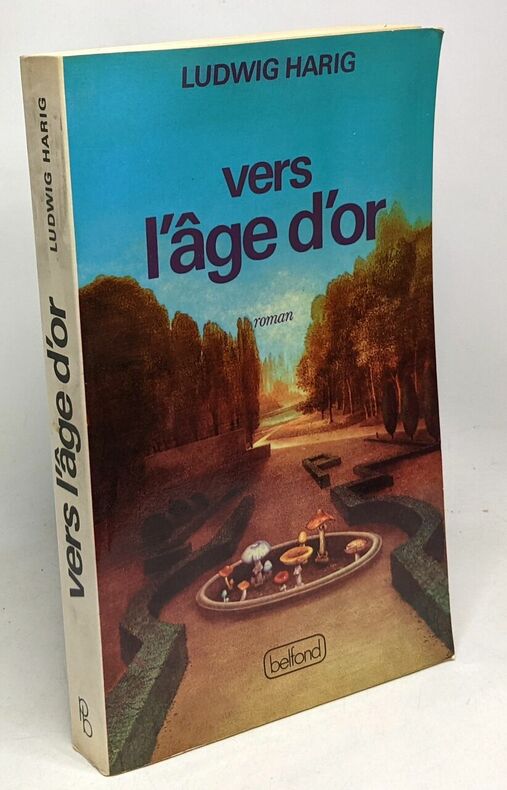 LUDWIG HARIG
vers
l'âge d'or
roman
belfond
LUDWIG HARIG
vers l'âge d'or